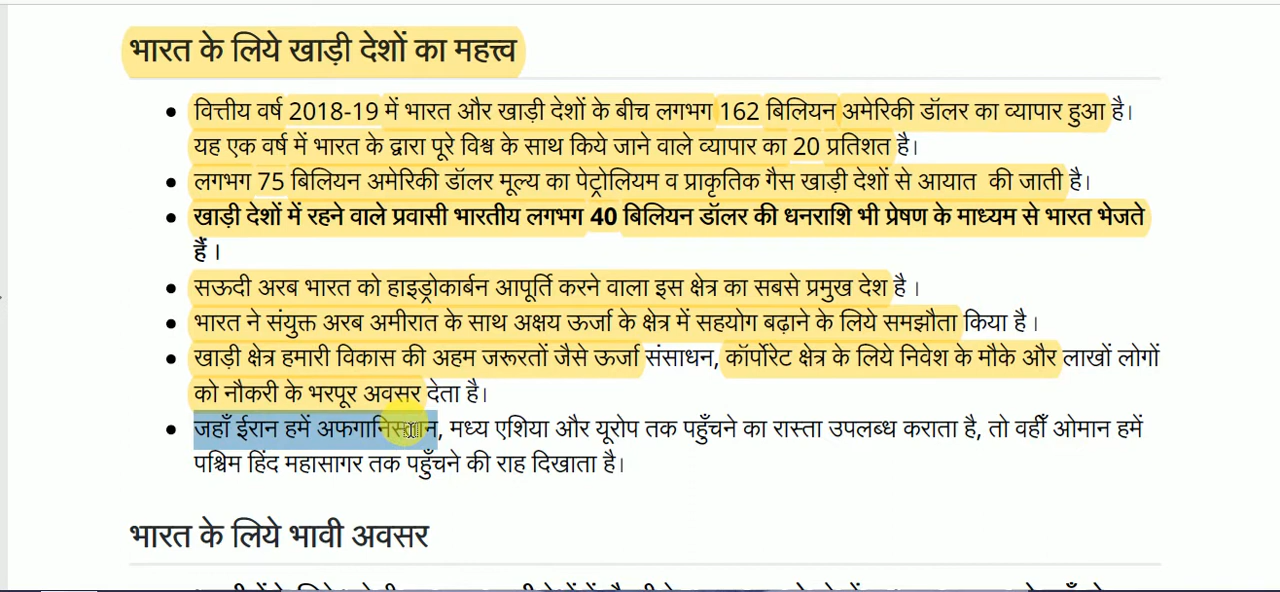 भारत के लिये खाड़ी देशों का महत्त्व
वित्तीय वर्ष 2018-19 में भारत और खाड़ी देशों के बीच लगभग 162 बिलियन अमेरिकी डॉलर का व्यापार हुआ है।
यह एक वर्ष में भारत के द्वारा पूरे विश्व के साथ किये जाने वाले व्यापार का 20 प्रतिशत है।
लगभग 75 बिलियन अमेरिकी डॉलर मूल्य का पेट्रोलियम व प्राकृतिक गैस खाड़ी देशों से आयात की जाती है।
खाड़ी देशों में रहने वाले प्रवासी भारतीय लगभग 40 बिलियन डॉलर की धनराशि भी प्रेषण के माध्यम से भारत भेजते
हैं ।
सऊदी अरब भारत को हाइड्रोकार्बन आपूर्ति करने वाला इस क्षेत्र का सबसे प्रमुख देश है ।
भारत ने संयुक्त अरब अमीरात के साथ अक्षय ऊर्जा के क्षेत्र में सहयोग बढ़ाने के लिये समझौता किया है ।
खाड़ी क्षेत्र हमारी विकास की अहम जरूरतों जैसे ऊर्जा संसाधन, कॉर्पोरेट क्षेत्र के लिये निवेश के मौके और लाखों लोगों
को नौकरी के भरपूर अवसर देता है।
जहाँ ईरान हमें अफगानिस्तान, मध्य एशिया और यूरोप तक पहुँचने का रास्ता उपलब्ध कराता है, तो वहीँ ओमान हमें
पश्चिम हिंद महासागर तक पहुँचने की राह दिखाता है।
भारत के लिये भावी अवसर